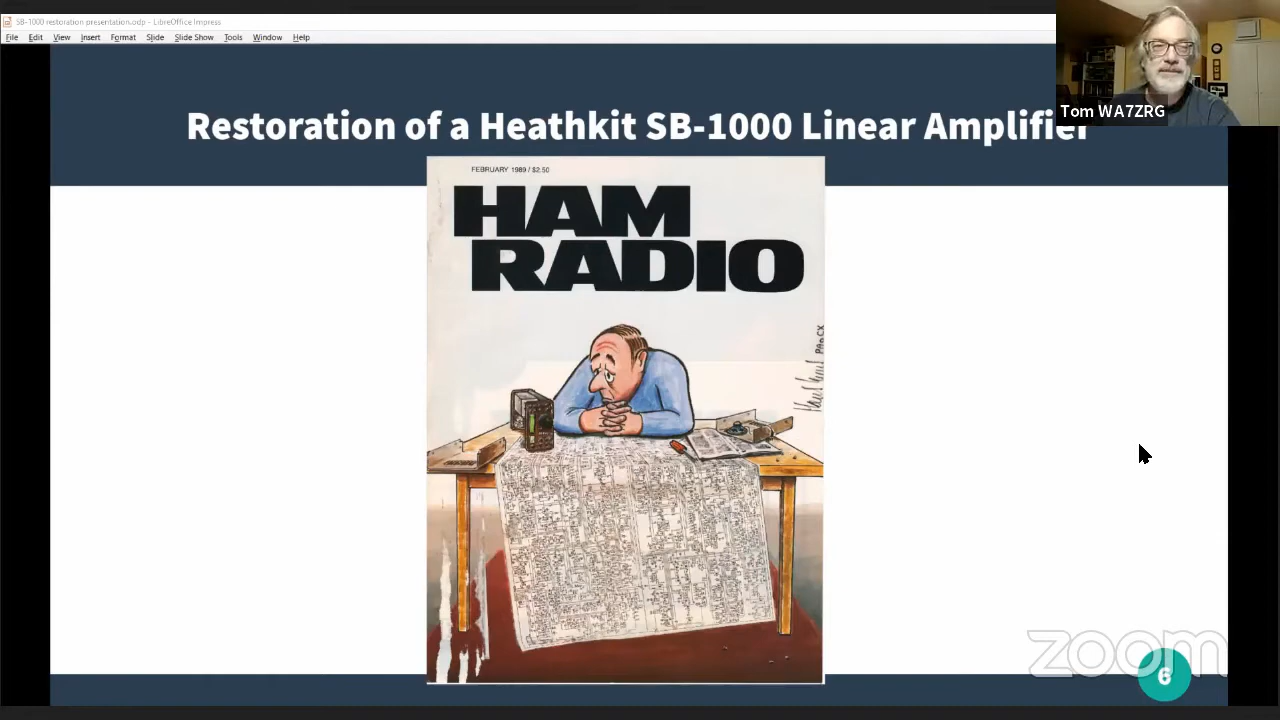 SB-1000 restoration presentation.odp - LibreOffice Impress
File Edit View Insert Format Slide Slide Show Tools Window Help
Tom WA7ZRG
Restoration of a Heathkit SB-1000 Linear Amplifier
FEBRUARY 1989 / $2.50
HAM
RADIO
PA0CX
zoom
6